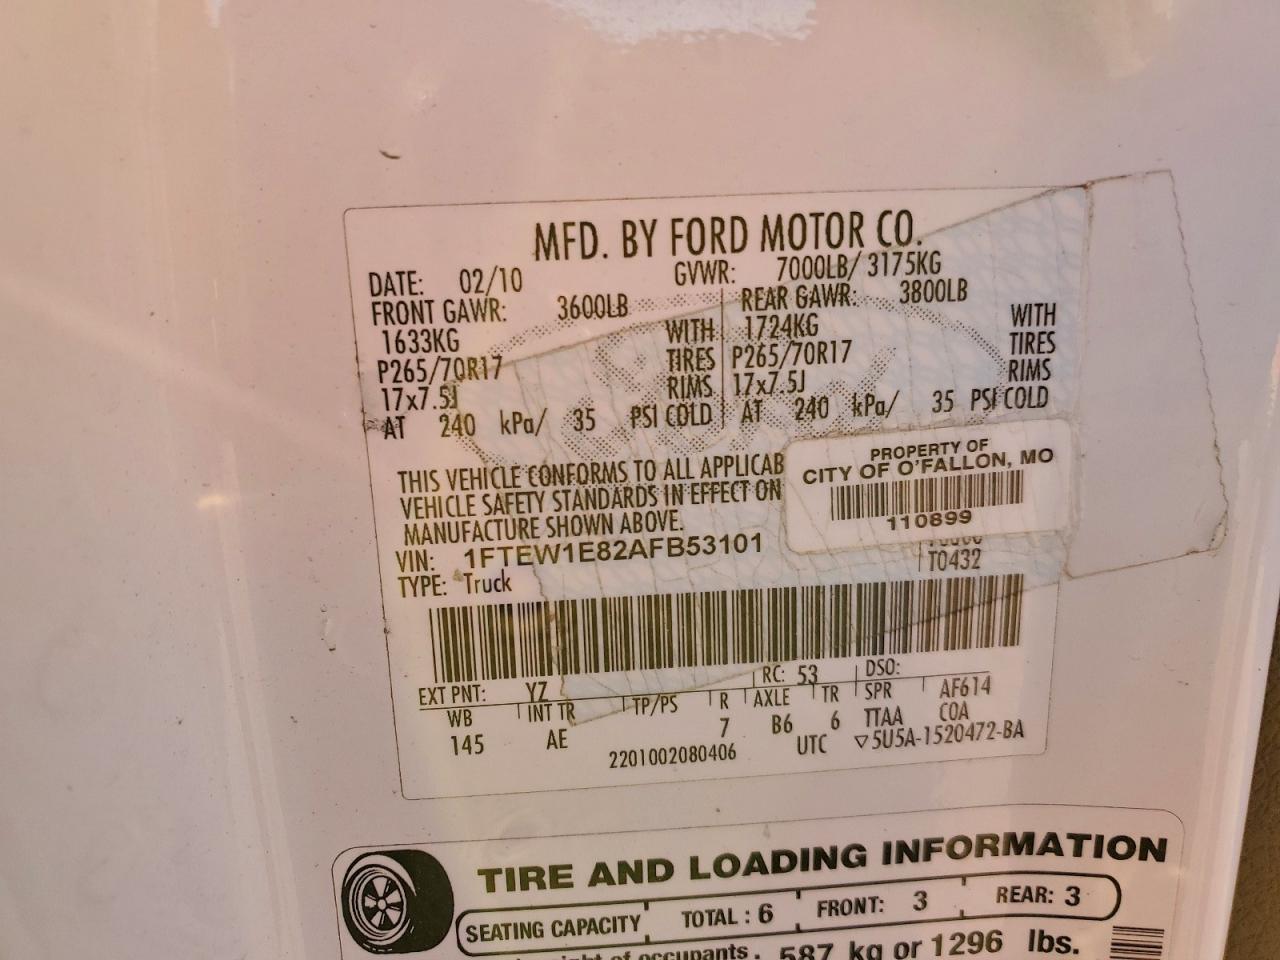 MFD. BY FORD MOTOR CO.
DATE: 02/10 GVWR: 7000LB/ 3175KG
FRONT GAWR: 3600LB REAR GAWR: 3800LB
1633KG WITH 1724KG WITH
P265/70R17 TIRES P265/70R17 TIRES
17x7.5J RIMS 17x7.5J RIMS
AT 240 kPa/ 35 PSI COLD AT 240 kPa/ 35 PSI COLD
THIS VEHICLE CONFORMS TO ALL APPLICAB
VEHICLE SAFETY STANDARDS IN EFFECT ON
MANUFACTURE SHOWN ABOVE.
PROPERTY OF
CITY OF O'FALLON, MO
110899
VIN: 1FTEW1E82AFB53101
TYPE: Truck T0432
EXT PNT: YZ RC: 53 DSO:
WB INT TR TP/PS R AXLE TR SPR AF614
145 AE 7 B6 6 TTAA COA
2201002080406 UTC ▽5U5A-1520472-BA
TIRE AND LOADING INFORMATION
SEATING CAPACITY TOTAL : 6 FRONT: 3 REAR: 3
of occupants. 587 kg or 1296 lbs.